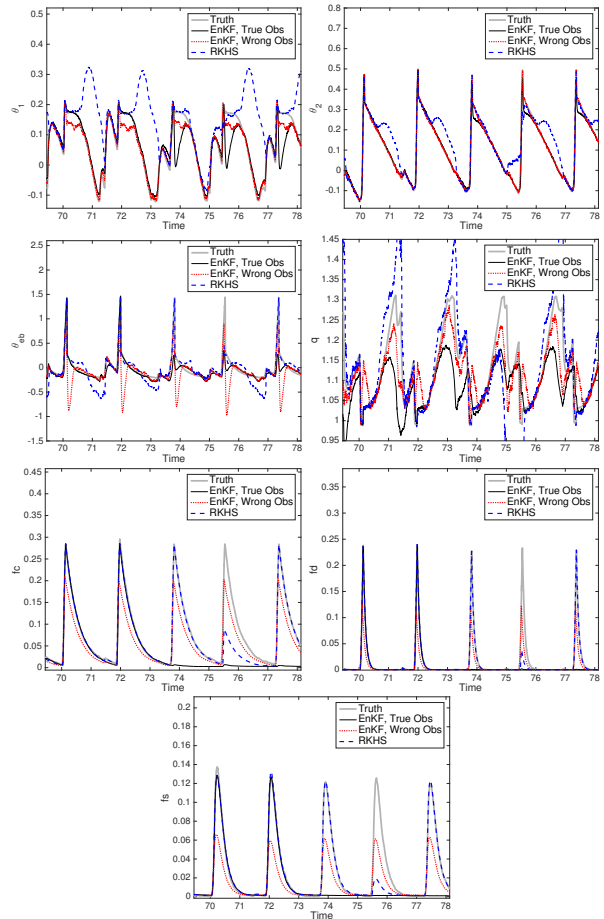 Truth
EnKF, True Obs
EnKF, Wrong Obs
RKHS
θ1
0.5
0.4
0.3
0.2
0.1
0
-0.1
70 71 72 73 74 75 76 77 78
Time
Truth
EnKF, True Obs
EnKF, Wrong Obs
RKHS
θ2
0.8
0.7
0.6
0.5
0.4
0.3
0.2
0.1
0
-0.1
70 71 72 73 74 75 76 77 78
Time
Truth
EnKF, True Obs
EnKF, Wrong Obs
RKHS
θeb
2.5
2
1.5
1
0.5
0
-0.5
-1
-1.5
70 71 72 73 74 75 76 77 78
Time
Truth
EnKF, True Obs
EnKF, Wrong Obs
RKHS
q
1.45
1.4
1.35
1.3
1.25
1.2
1.15
1.1
1.05
1
0.95
70 71 72 73 74 75 76 77 78
Time
Truth
EnKF, True Obs
EnKF, Wrong Obs
RKHS
fc
0.45
0.4
0.35
0.3
0.25
0.2
0.15
0.1
0.05
0
70 71 72 73 74 75 76 77 78
Time
Truth
EnKF, True Obs
EnKF, Wrong Obs
RKHS
fd
0.35
0.3
0.25
0.2
0.15
0.1
0.05
0
70 71 72 73 74 75 76 77 78
Time
Truth
EnKF, True Obs
EnKF, Wrong Obs
RKHS
fs
0.2
0.18
0.16
0.14
0.12
0.1
0.08
0.06
0.04
0.02
0
70 71 72 73 74 75 76 77 78
Time